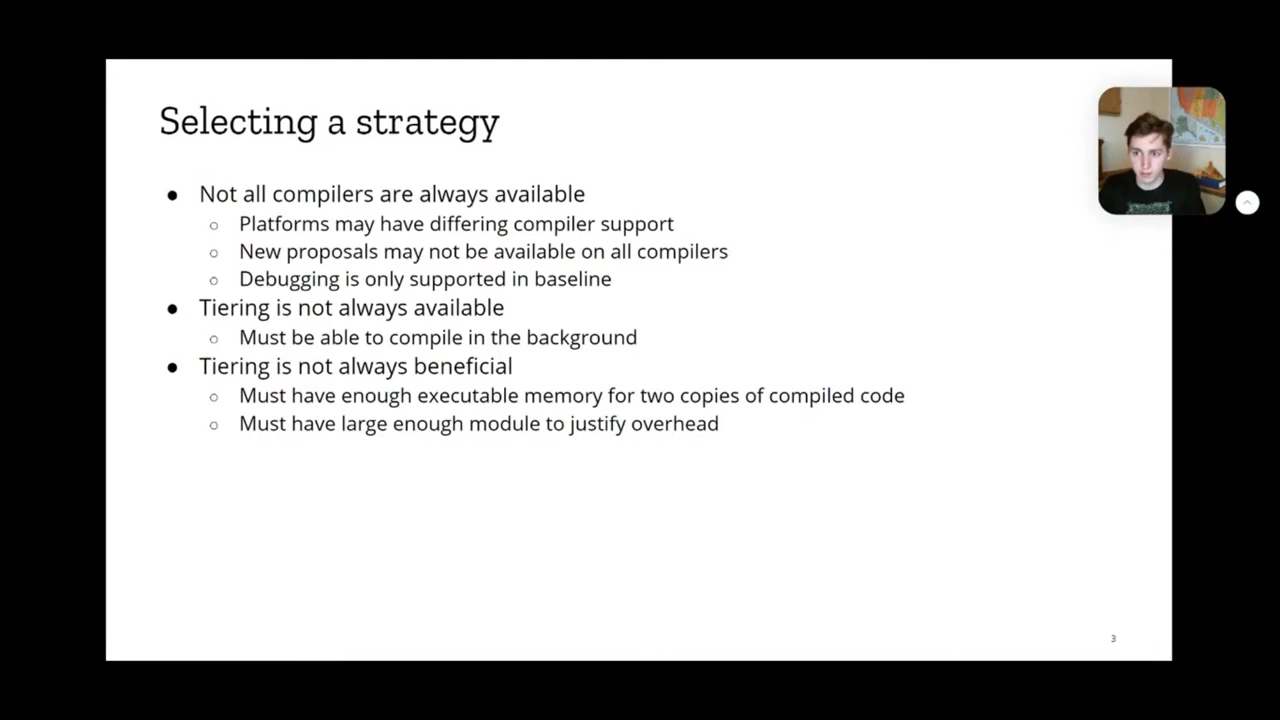 Selecting a strategy
● Not all compilers are always available
○ Platforms may have differing compiler support
○ New proposals may not be available on all compilers
○ Debugging is only supported in baseline
● Tiering is not always available
○ Must be able to compile in the background
● Tiering is not always beneficial
○ Must have enough executable memory for two copies of compiled code
○ Must have large enough module to justify overhead
3